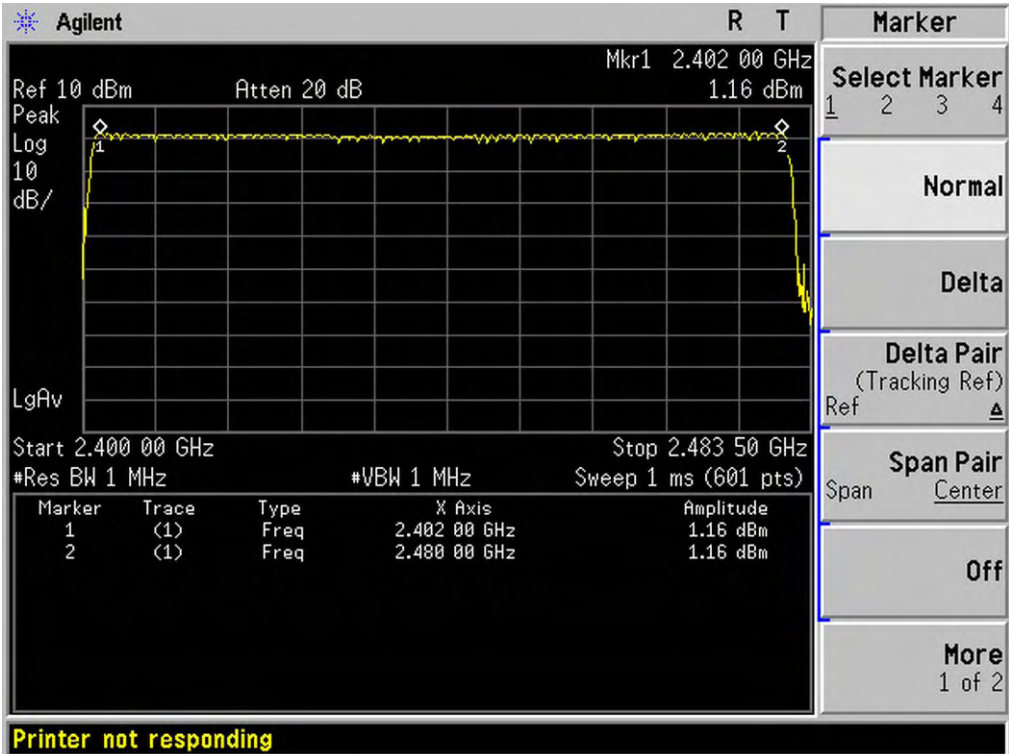 Agilent R T
Mkr1 2.402 00 GHz
Ref 10 dBm Atten 20 dB 1.16 dBm
Peak
Log
10
dB/
1 2
LgAv
Start 2.400 00 GHz Stop 2.483 50 GHz
#Res BW 1 MHz #VBW 1 MHz Sweep 1 ms (601 pts)
Marker Trace Type X Axis Amplitude
1 (1) Freq 2.402 00 GHz 1.16 dBm
2 (1) Freq 2.480 00 GHz 1.16 dBm
Marker
Select Marker
1 2 3 4
Normal
Delta
Delta Pair
(Tracking Ref)
Ref Δ
Span Pair
Span Center
Off
More
1 of 2
Printer not responding